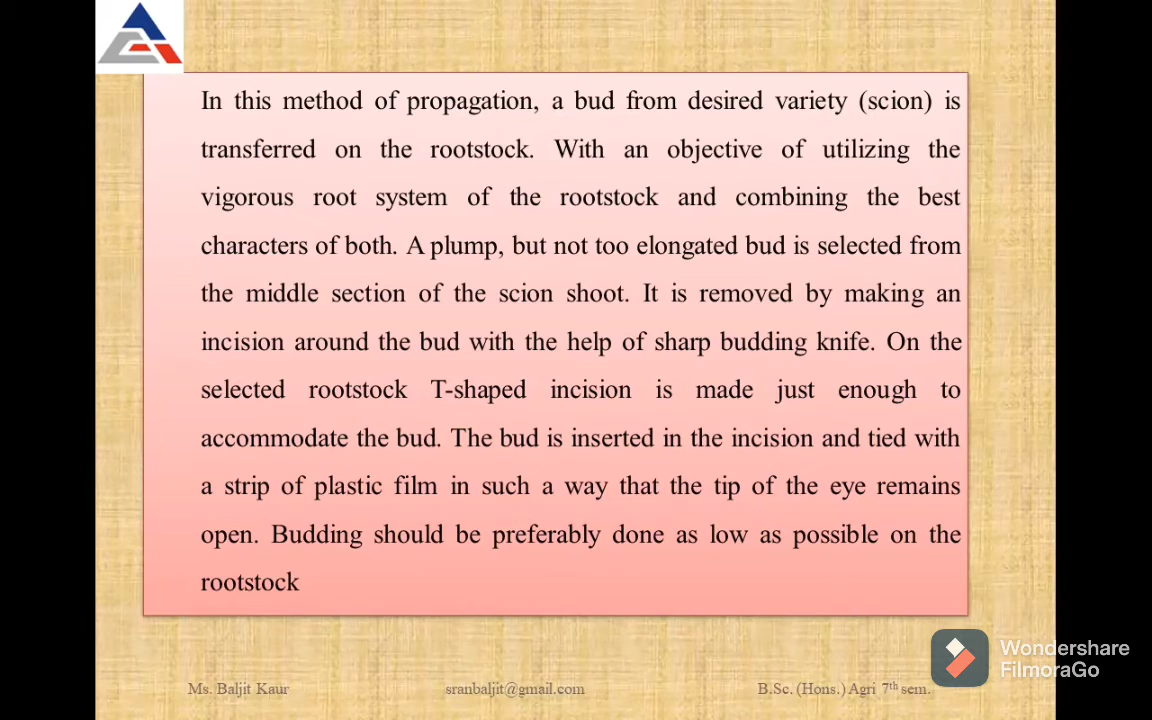 In this method of propagation, a bud from desired variety (scion) is
transferred on the rootstock. With an objective of utilizing the
vigorous root system of the rootstock and combining the best
characters of both. A plump, but not too elongated bud is selected from
the middle section of the scion shoot. It is removed by making an
incision around the bud with the help of sharp budding knife. On the
selected rootstock T-shaped incision is made just enough to
accommodate the bud. The bud is inserted in the incision and tied with
a strip of plastic film in such a way that the tip of the eye remains
open. Budding should be preferably done as low as possible on the
rootstock
Wondershare
FilmoraGo
Ms. Baljit Kaur sranbaljit@gmail.com B.Sc. (Hons.) Agri 7th sem.